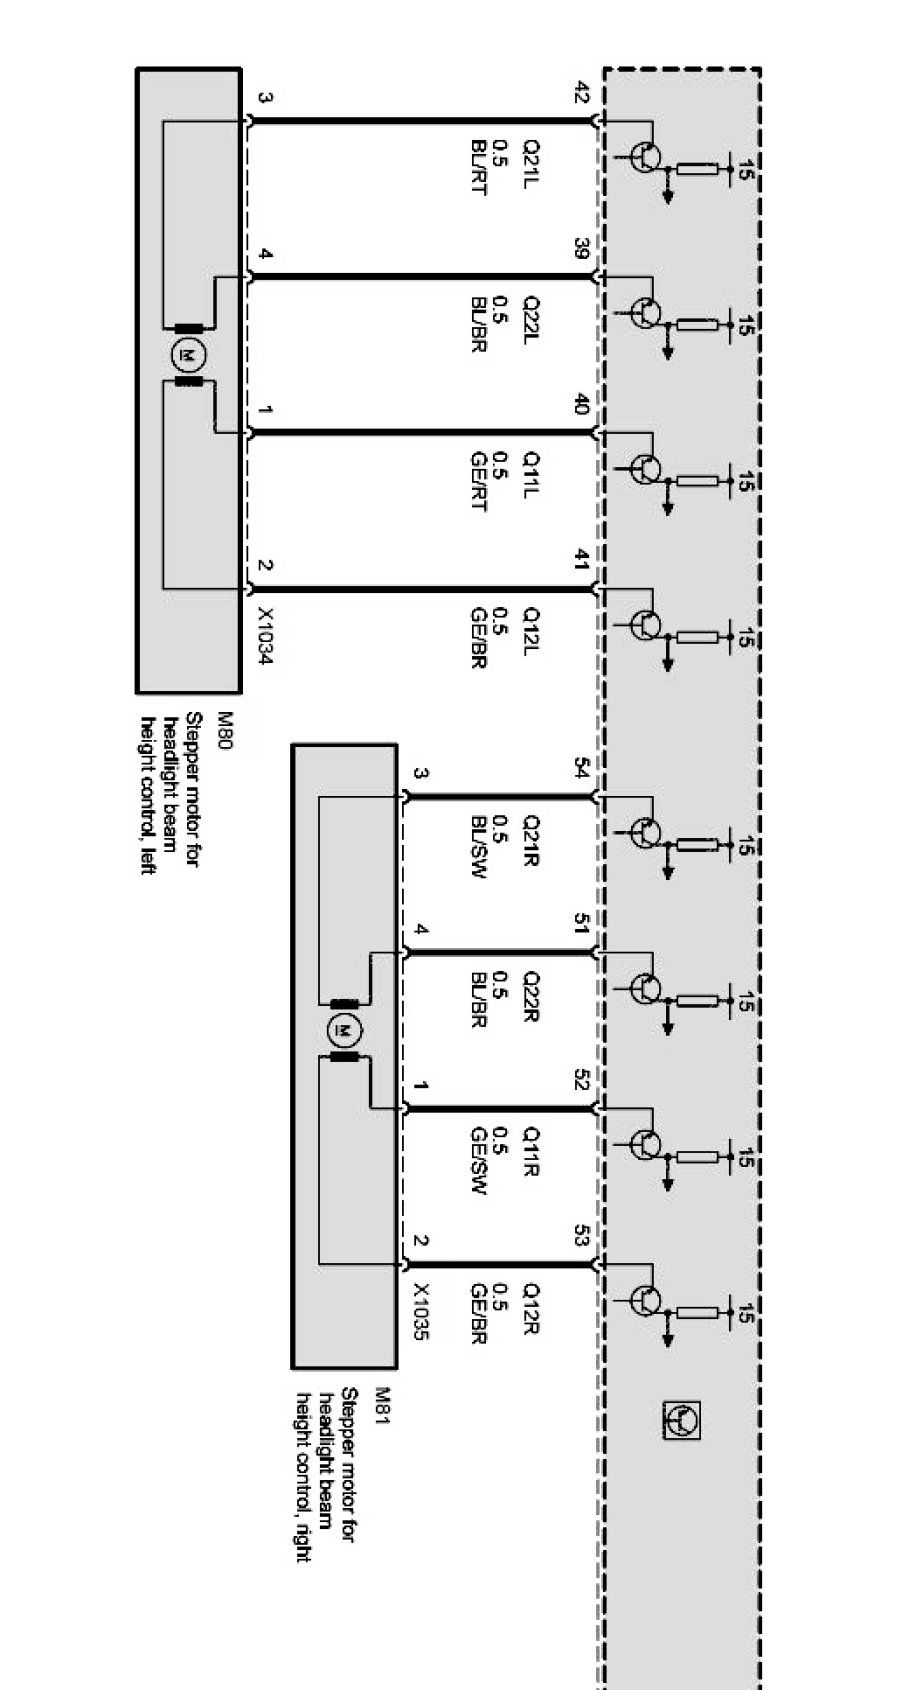 15
15
15
15
15
15
15
15
42
39
40
41
54
51
52
53
Q21L
0.5
BL/RT
Q22L
0.5
BL/BR
Q11L
0.5
GE/RT
Q12L
0.5
GE/BR
Q21R
0.5
BL/SW
Q22R
0.5
BL/BR
Q11R
0.5
GE/SW
Q12R
0.5
GE/BR
3
4
1
2
X1034
M
M80
Stepper motor for
headlight beam
height control, left
3
4
1
2
X1035
M
M81
Stepper motor for
headlight beam
height control, right